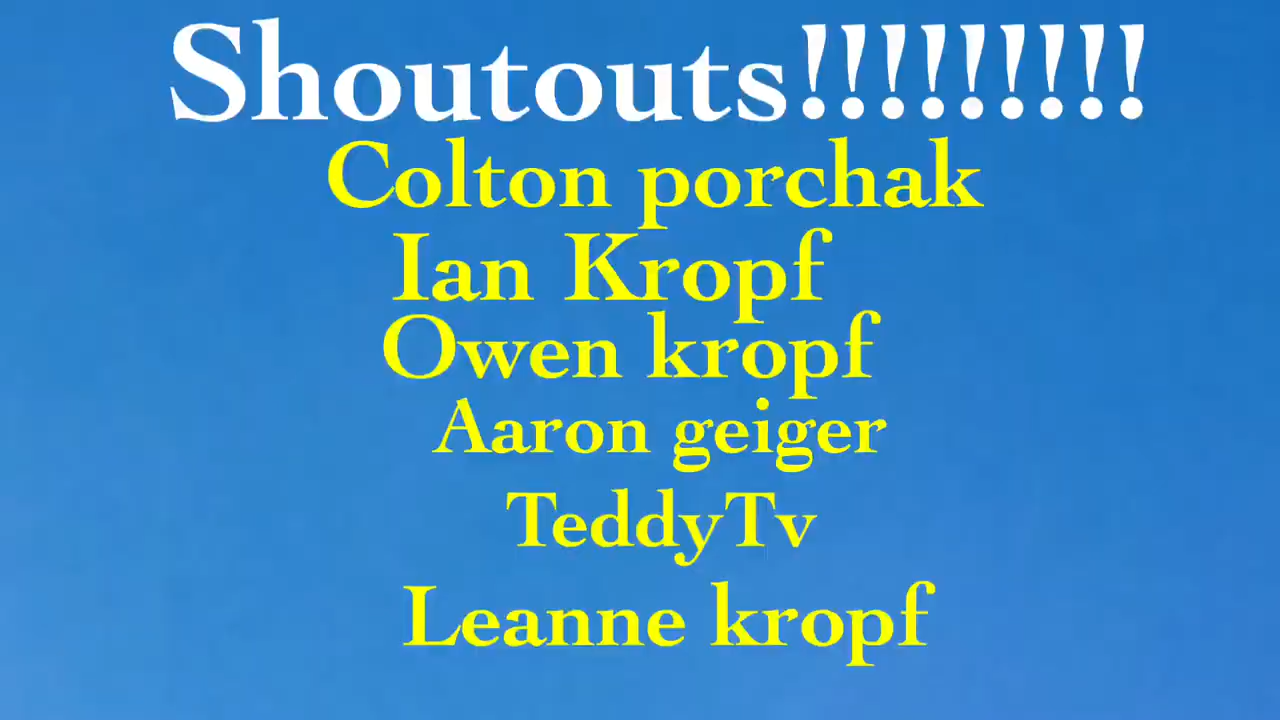 Shoutouts!!!!!!!!!
Colton porchak
Ian Kropf
Owen kropf
Aaron geiger
TeddyTv
Leanne kropf